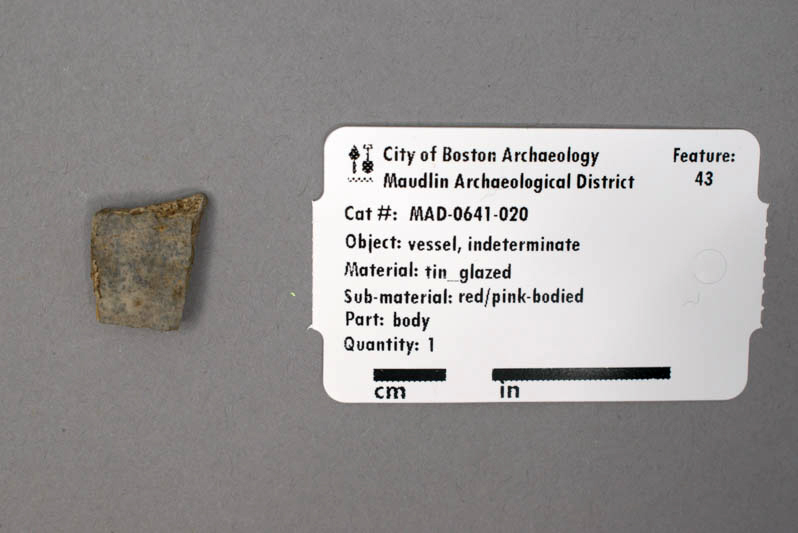 City of Boston Archaeology
Maudlin Archaeological District
Feature:
43
Cat #: MAD-0641-020
Object: vessel, indeterminate
Material: tin_glazed
Sub-material: red/pink-bodied
Part: body
Quantity: 1
cm in